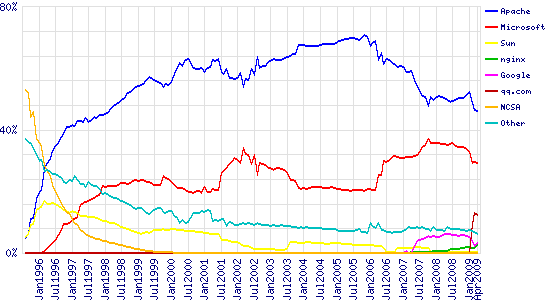 80%
40%
0%
Apache
Microsoft
Sun
nginx
Google
qq.com
NCSA
Other
Jan1996
Jul1996
Jan1997
Jul1997
Jan1998
Jul1998
Jan1999
Jul1999
Jan2000
Jul2000
Jan2001
Jul2001
Jan2002
Jul2002
Jan2003
Jul2003
Jan2004
Jul2004
Jan2005
Jul2005
Jan2006
Jul2006
Jan2007
Jul2007
Jan2008
Jul2008
Jan2009
Apr2009